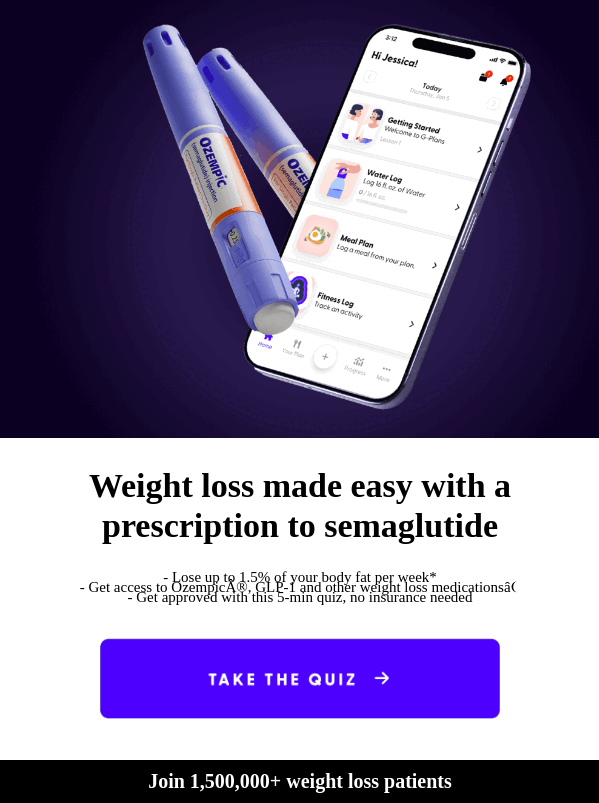 3:12
Hi Jessica!
Today
Thursday, Jan 5
Getting Started
Welcome to G-Plans
Lesson 1
Water Log
Log 16 fl. oz. of Water
0 / 16 fl oz.
Meal Plan
Log a meal from your plan.
Fitness Log
Track an activity
Home
Your Plan
Progress
More
OZEMPIC
(semaglutide) injection
OZEMPIC
(semaglutide)
Weight loss made easy with a
prescription to semaglutide
- Lose up to 1.5% of your body fat per week*
- Get access to OzempicÂ®, GLP-1 and other weight loss medicationsâ
- Get approved with this 5-min quiz, no insurance needed
TAKE THE QUIZ →
Join 1,500,000+ weight loss patients